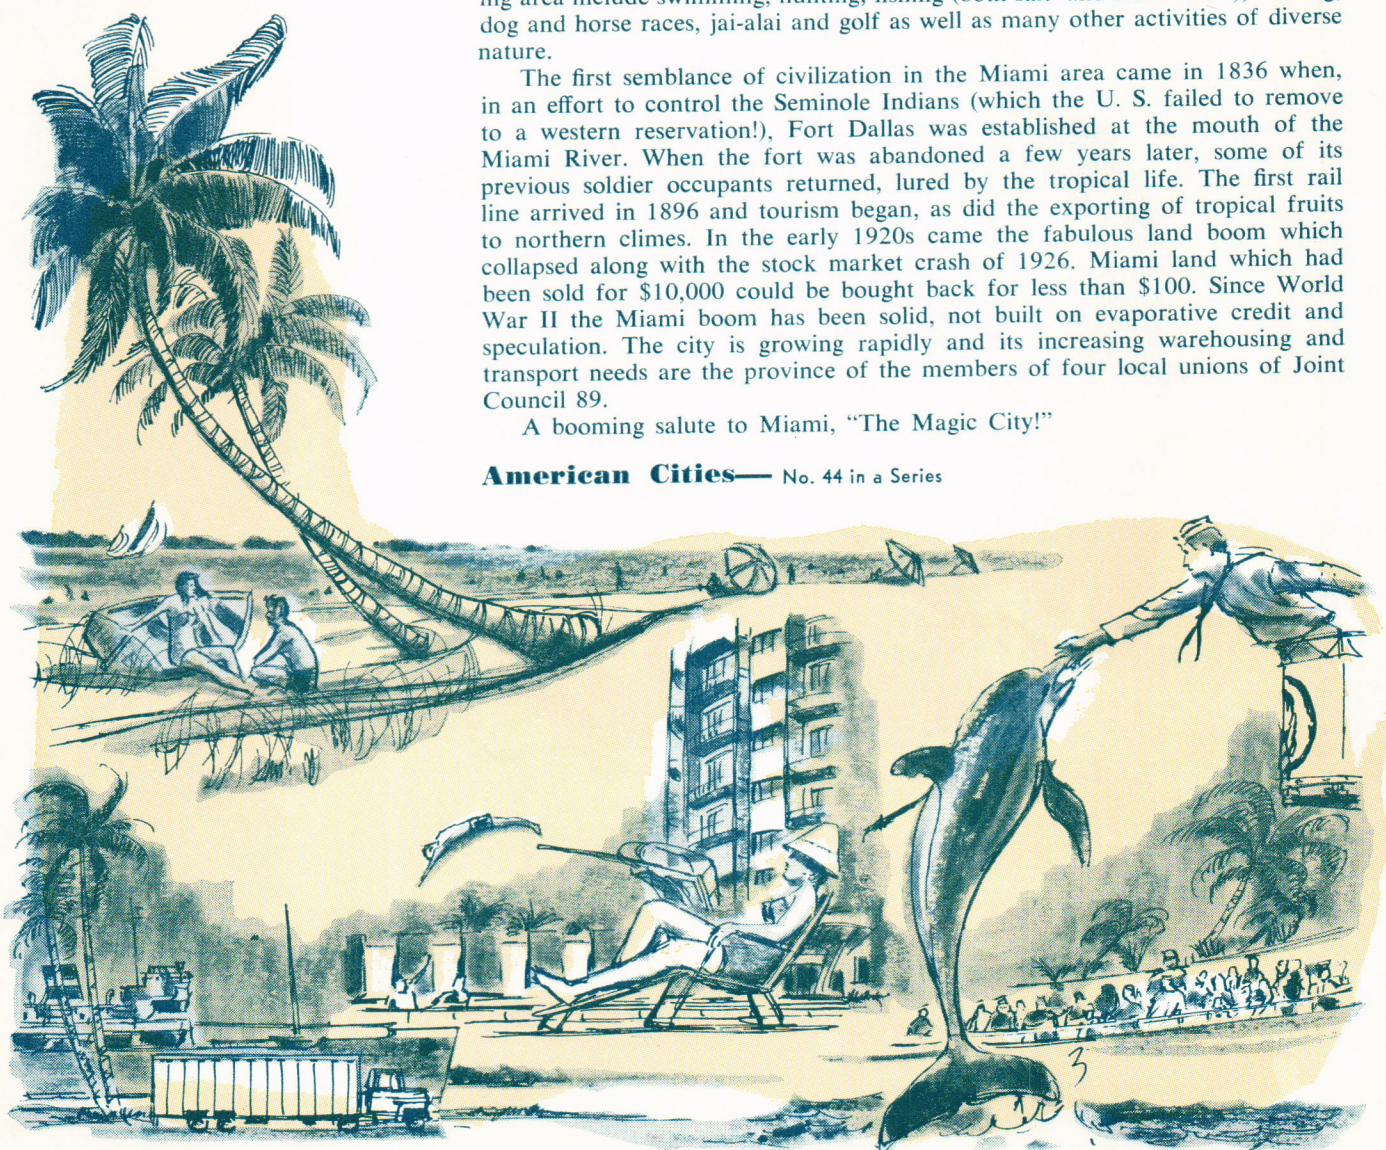 ing area include swimming, hunting, fishing
dog and horse races, jai-alai and golf as well as many other activities of diverse
nature.
The first semblance of civilization in the Miami area came in 1836 when,
in an effort to control the Seminole Indians (which the U. S. failed to remove
to a western reservation!), Fort Dallas was established at the mouth of the
Miami River. When the fort was abandoned a few years later, some of its
previous soldier occupants returned, lured by the tropical life. The first rail
line arrived in 1896 and tourism began, as did the exporting of tropical fruits
to northern climes. In the early 1920s came the fabulous land boom which
collapsed along with the stock market crash of 1926. Miami land which had
been sold for $10,000 could be bought back for less than $100. Since World
War II the Miami boom has been solid, not built on evaporative credit and
speculation. The city is growing rapidly and its increasing warehousing and
transport needs are the province of the members of four local unions of Joint
Council 89.
A booming salute to Miami, “The Magic City!”
American Cities— No. 44 in a Series